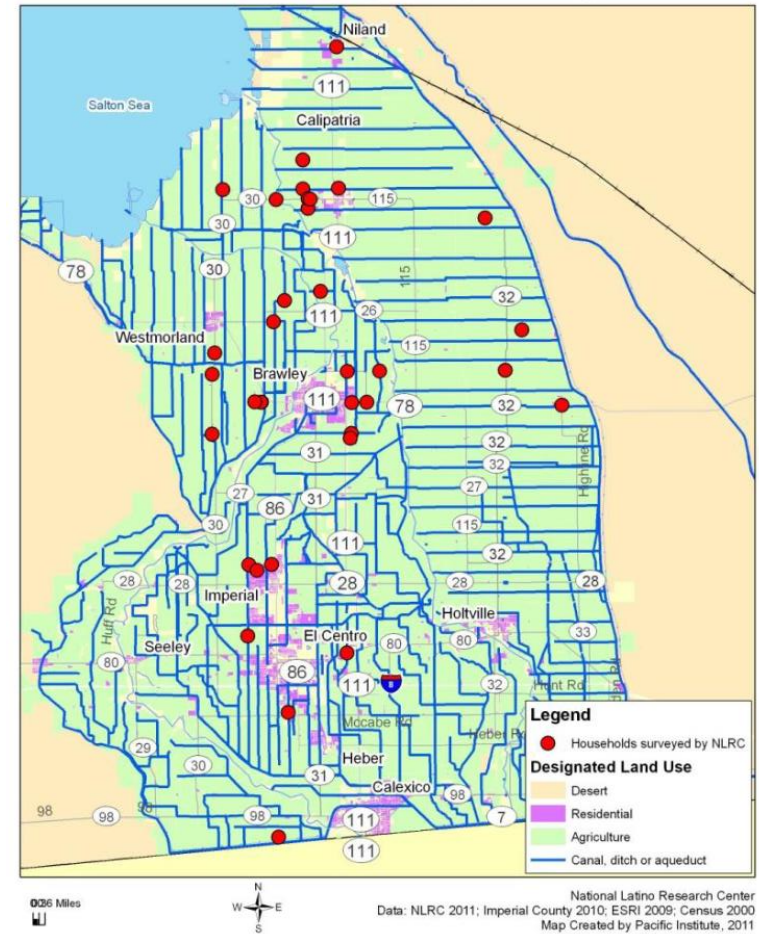 Niland
111
Salton Sea
Calipatria
30
115
30
111
78
30
115
32
111
26
Westmorland
115
Brawley
111
78
32
Highline Rd
31
32
32
27
27
31
86
115
30
111
32
28
28
28
28
28
Imperial
Holtville
Huff Rd
El Centro
80
80
33
Seeley
80
86
111
8
32
Hunt Rd
Mccabe Rd
29
30
Heber
31
Calexico
98
98
98
98
98
111
7
111
Legend
Households surveyed by NLRC
Designated Land Use
Desert
Residential
Agriculture
Canal, ditch or aqueduct
Miles
N
W E
S
National Latino Research Center
Data: NLRC 2011; Imperial County 2010; ESRI 2009; Census 2000
Map Created by Pacific Institute, 2011